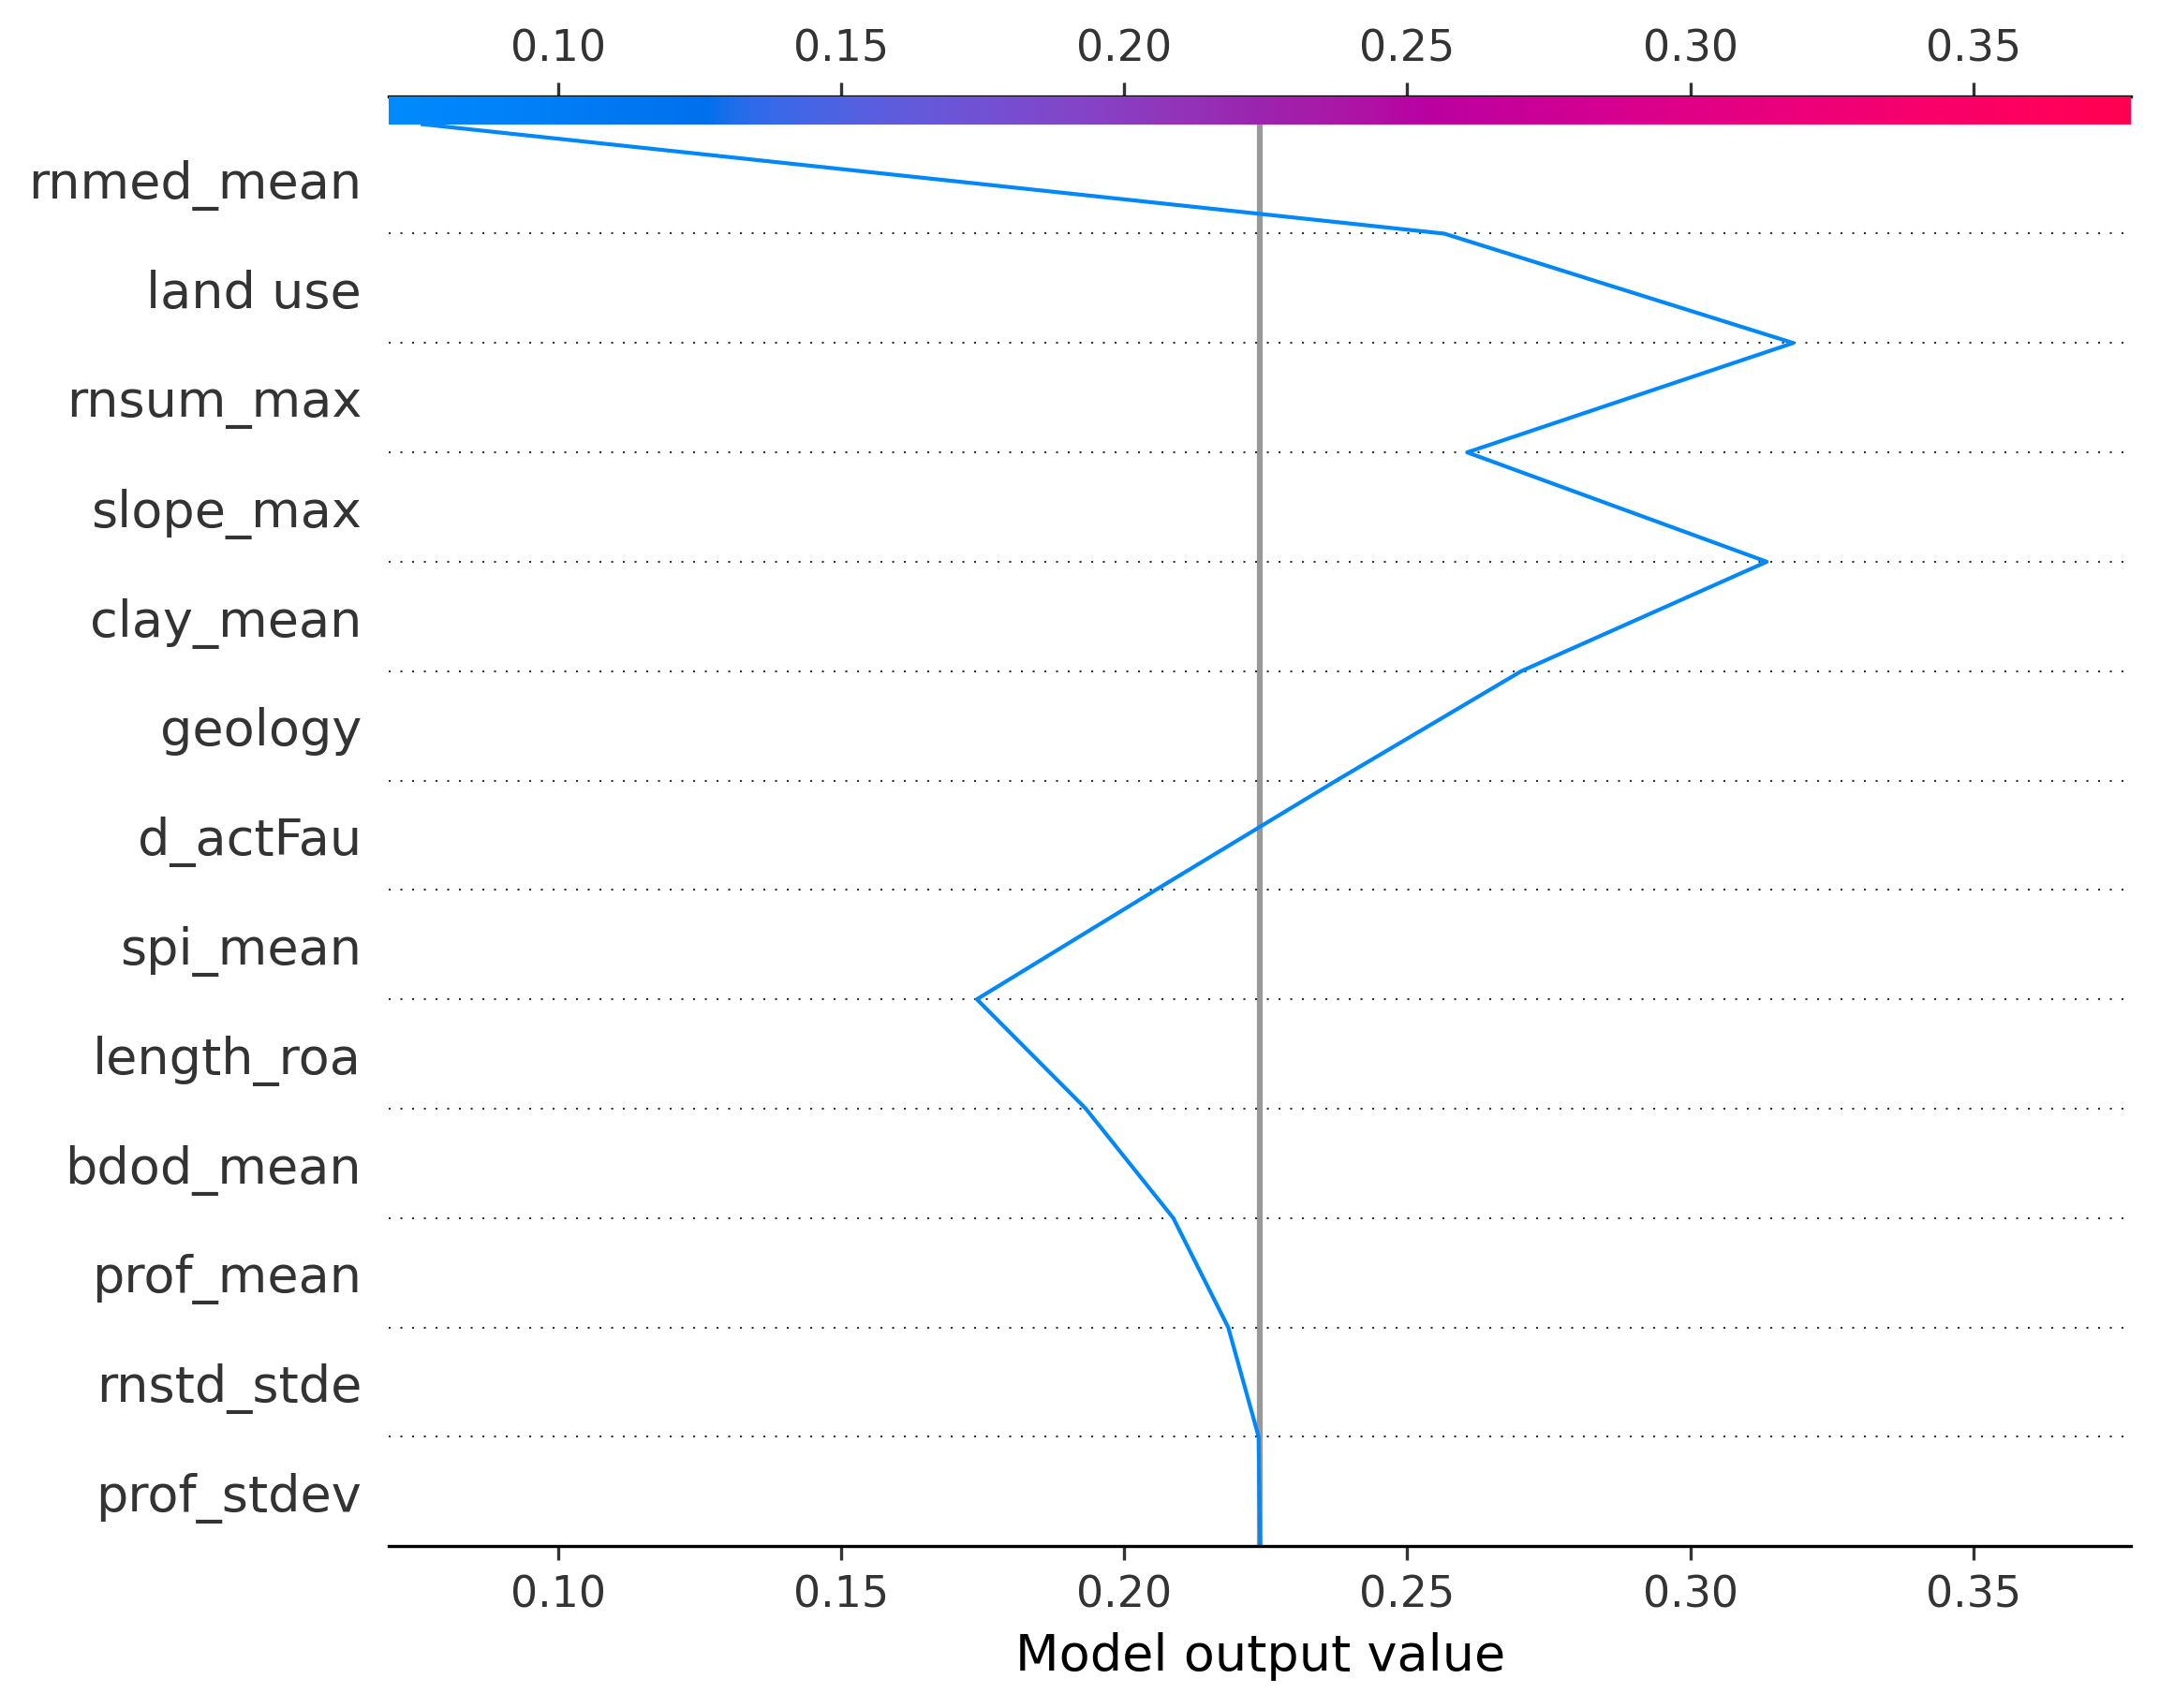 0.10 0.15 0.20 0.25 0.30 0.35
rnmed_mean
land use
rnsum_max
slope_max
clay_mean
geology
d_actFau
spi_mean
length_roa
bdod_mean
prof_mean
rnstd_stde
prof_stdev
0.10 0.15 0.20 0.25 0.30 0.35
Model output value